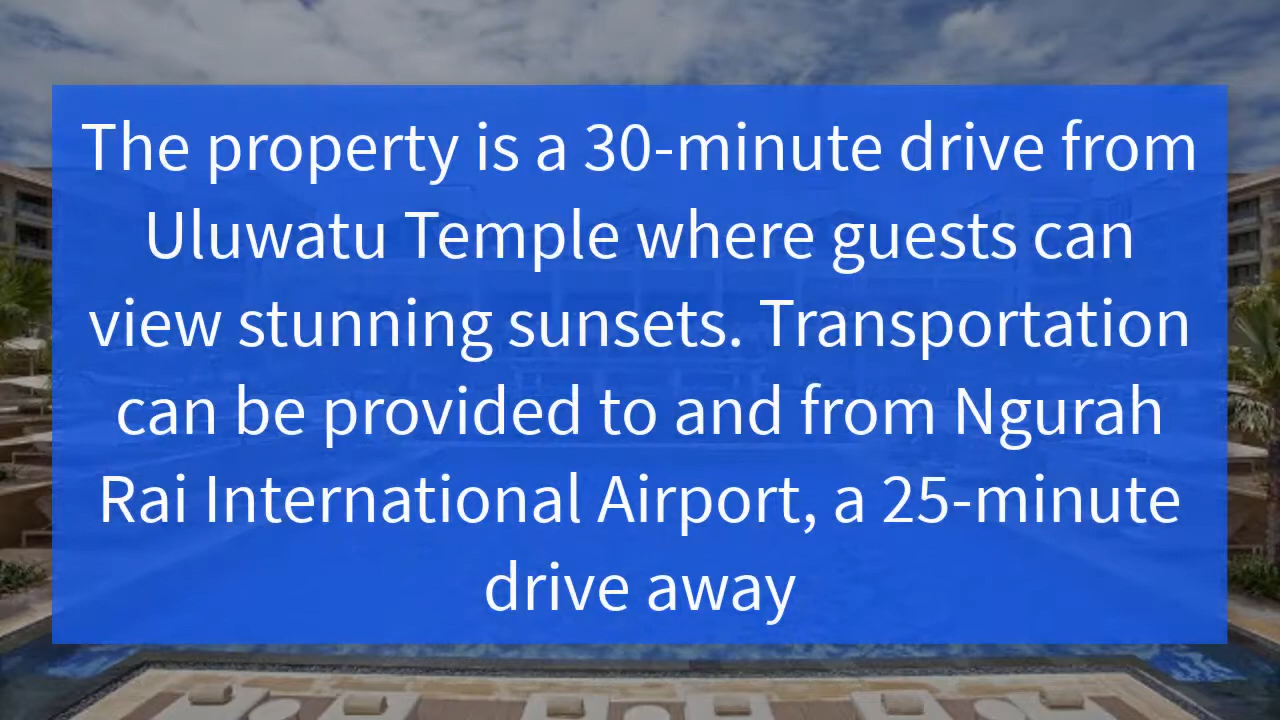 The property is a 30-minute drive from
Uluwatu Temple where guests can
view stunning sunsets. Transportation
can be provided to and from Ngurah
Rai International Airport, a 25-minute
drive away